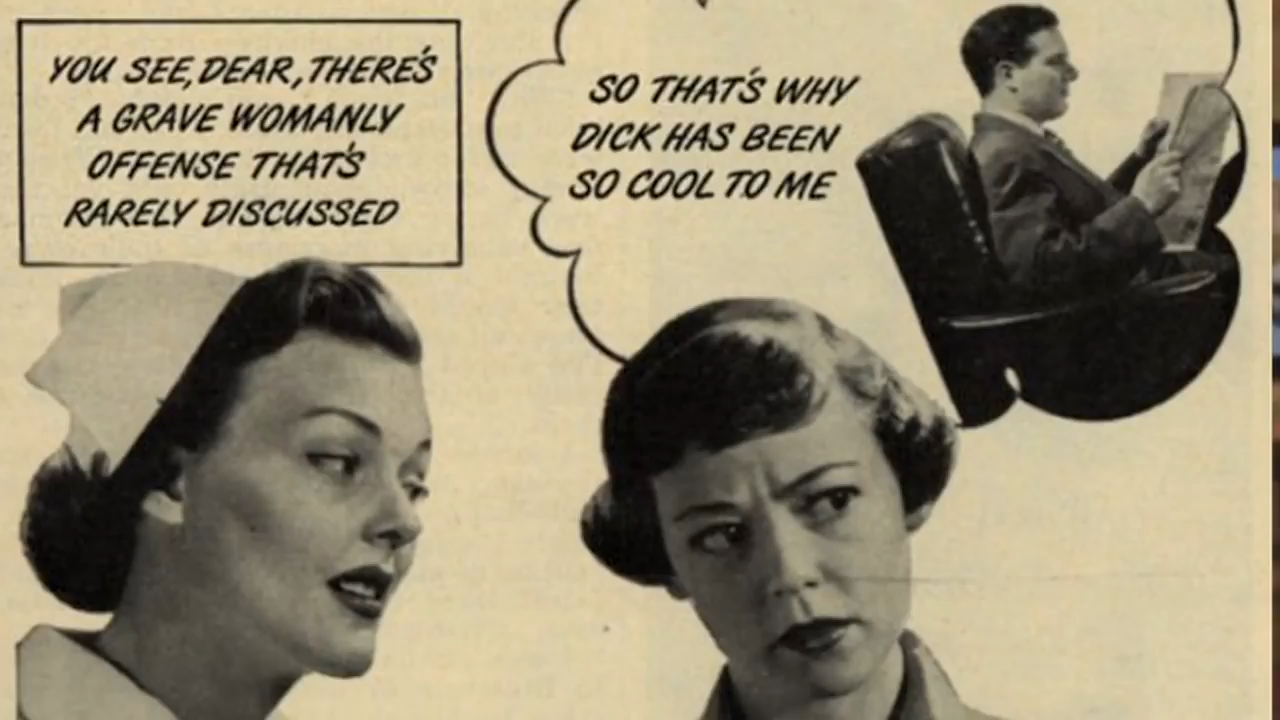 YOU SEE, DEAR, THERE'S
A GRAVE WOMANLY
OFFENSE THAT'S
RARELY DISCUSSED
SO THAT'S WHY
DICK HAS BEEN
SO COOL TO ME